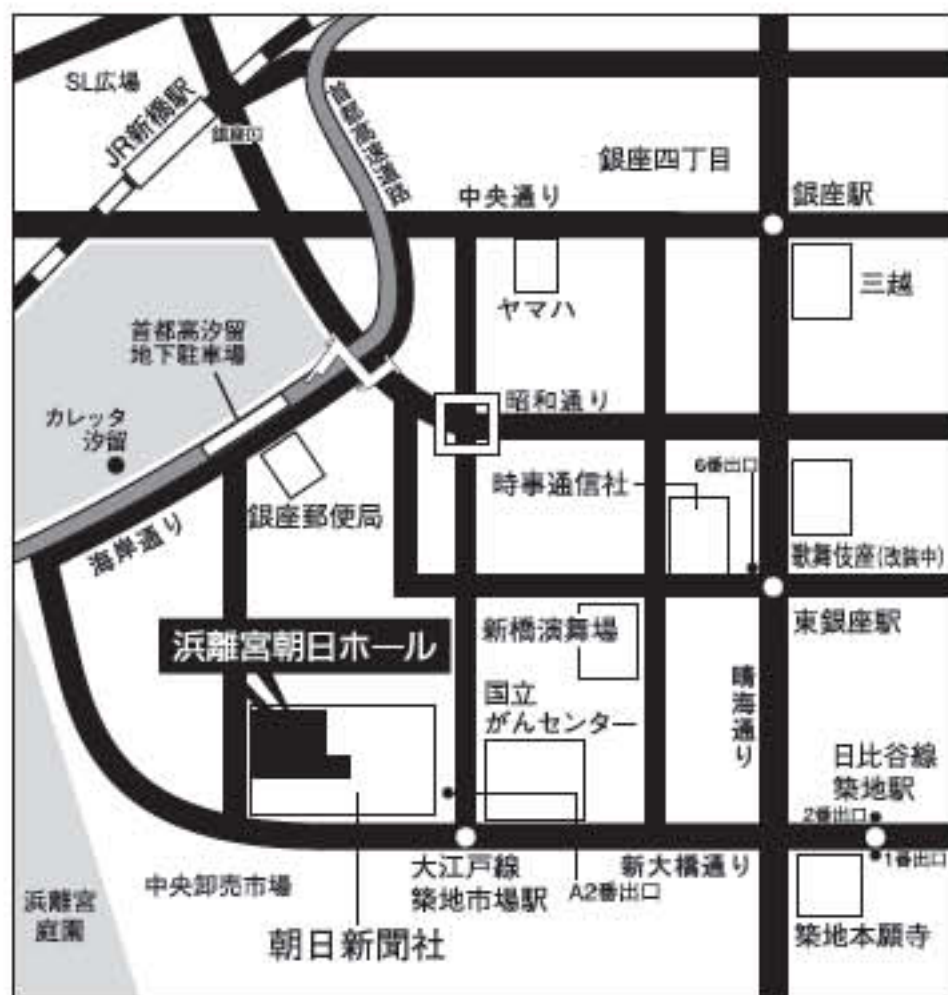 SL広場
JR新橋駅
銀座口
首都高速道路
銀座四丁目
中央通り
銀座駅
ヤマハ
三越
首都高汐留
地下駐車場
カレッタ
汐留
昭和通り
6番出口
時事通信社
銀座郵便局
海岸通り
歌舞伎座(改装中)
東銀座駅
新橋演舞場
浜離宮朝日ホール
国立
がんセンター
晴海通り
日比谷線
築地駅
2番出口
1番出口
大江戸線
築地市場駅
A2番出口
新大橋通り
中央卸売市場
浜離宮
庭園
朝日新聞社
築地本願寺